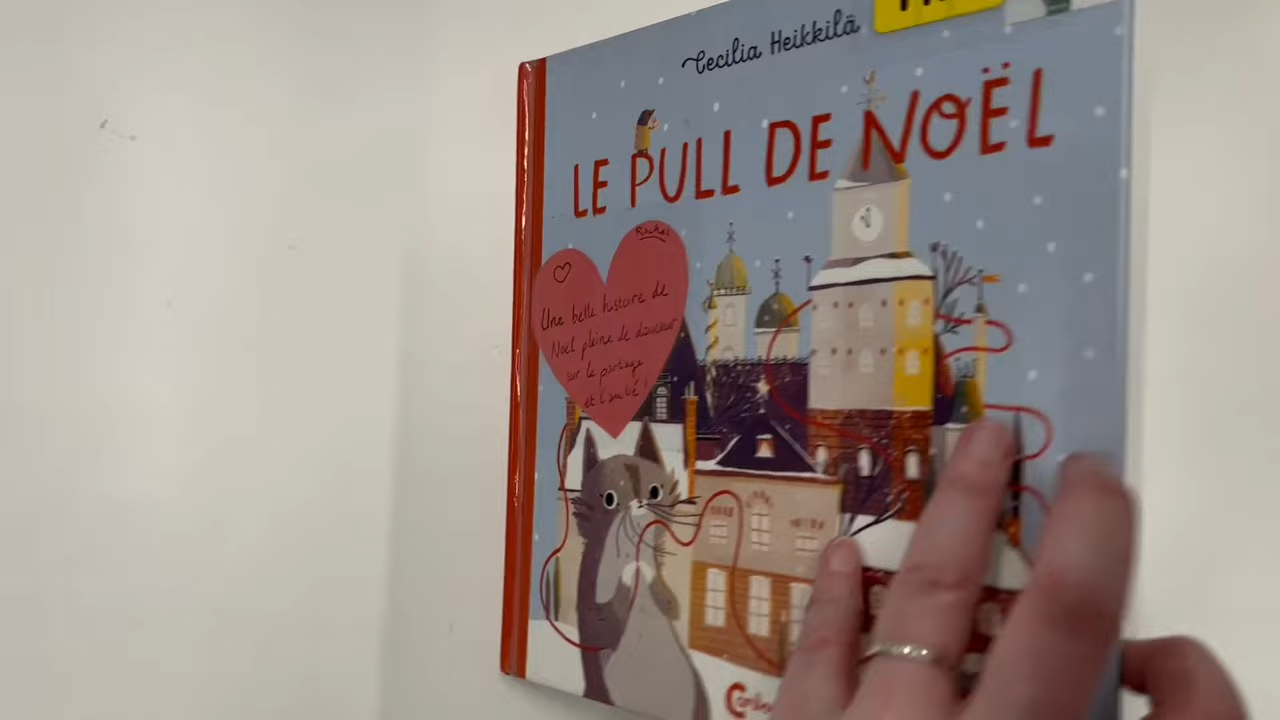 Cecilia Heikkilä
LE PULL DE NOËL
Rachel
Une belle histoire de
Noël pleine de douceur
sur le partage
et l'amitié!